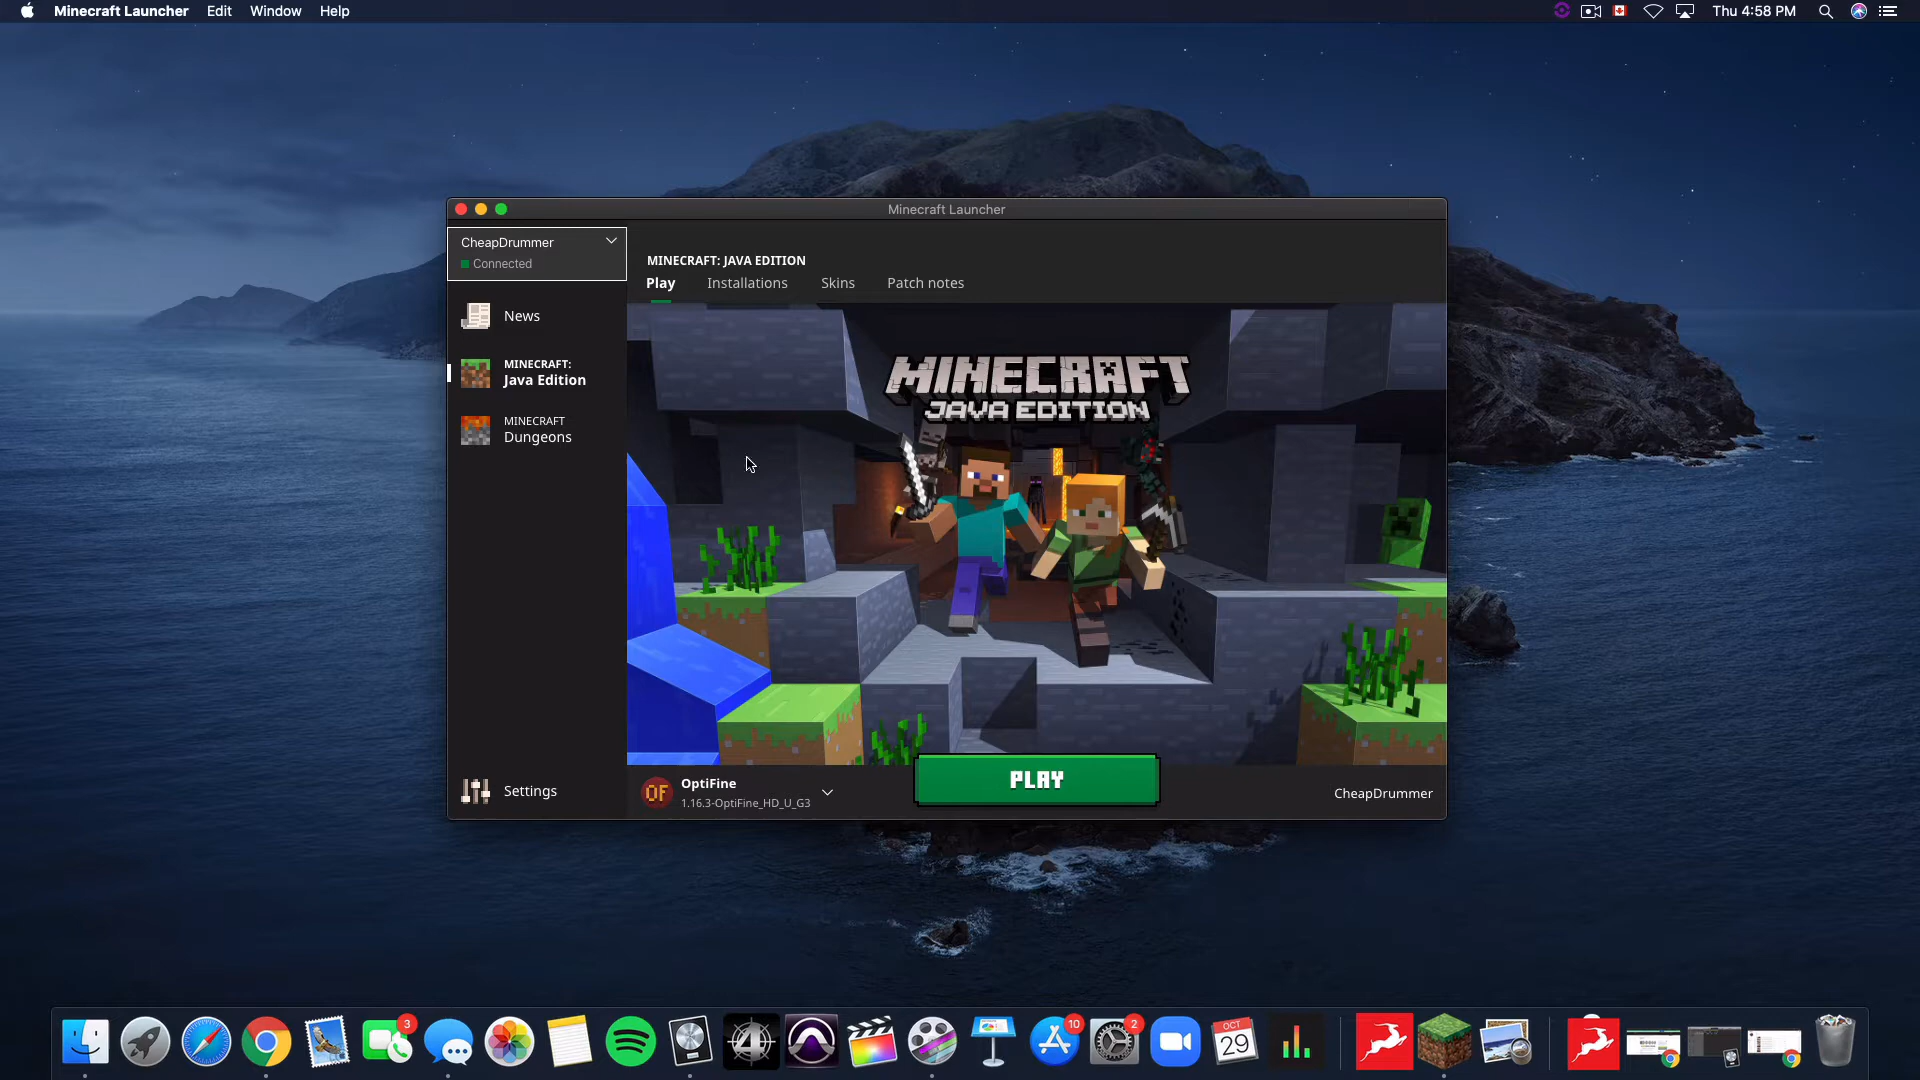 Minecraft Launcher Edit Window Help
Thu 4:58 PM
Minecraft Launcher
CheapDrummer
Connected
MINECRAFT: JAVA EDITION
Play Installations Skins Patch notes
News
MINECRAFT:
Java Edition
MINECRAFT
Dungeons
MINECRAFT
JAVA EDITION
Settings
OF
OptiFine
1.16.3-OptiFine_HD_U_G3
PLAY
CheapDrummer
3
10
2
OCT
29
4